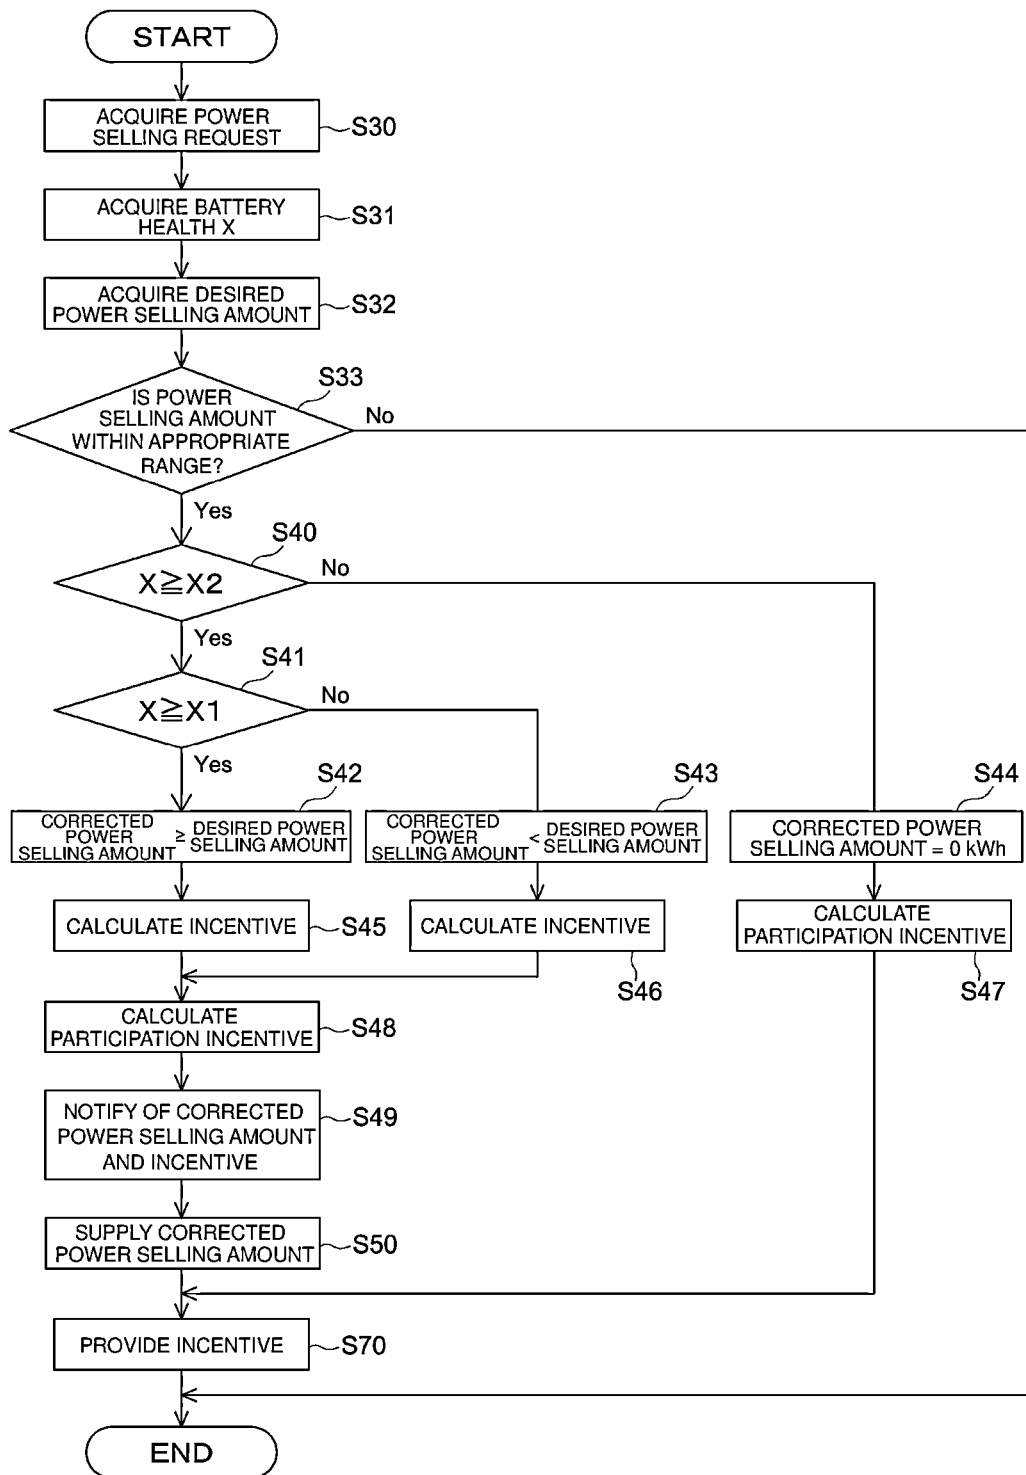 START
ACQUIRE POWER
SELLING REQUEST
S30
ACQUIRE BATTERY
HEALTH X
S31
ACQUIRE DESIRED
POWER SELLING AMOUNT
S32
S33
IS POWER
SELLING AMOUNT
WITHIN APPROPRIATE
RANGE?
No
Yes
S40
X≧X2
No
Yes
S41
X≧X1
No
Yes
S42
CORRECTED
POWER
SELLING AMOUNT
≥
DESIRED POWER
SELLING AMOUNT
S43
CORRECTED
POWER
SELLING AMOUNT
<
DESIRED POWER
SELLING AMOUNT
S44
CORRECTED POWER
SELLING AMOUNT = 0 kWh
CALCULATE INCENTIVE
S45
CALCULATE INCENTIVE
S46
CALCULATE
PARTICIPATION INCENTIVE
S47
CALCULATE
PARTICIPATION INCENTIVE
S48
NOTIFY OF CORRECTED
POWER SELLING AMOUNT
AND INCENTIVE
S49
SUPPLY CORRECTED
POWER SELLING AMOUNT
S50
PROVIDE INCENTIVE
S70
END